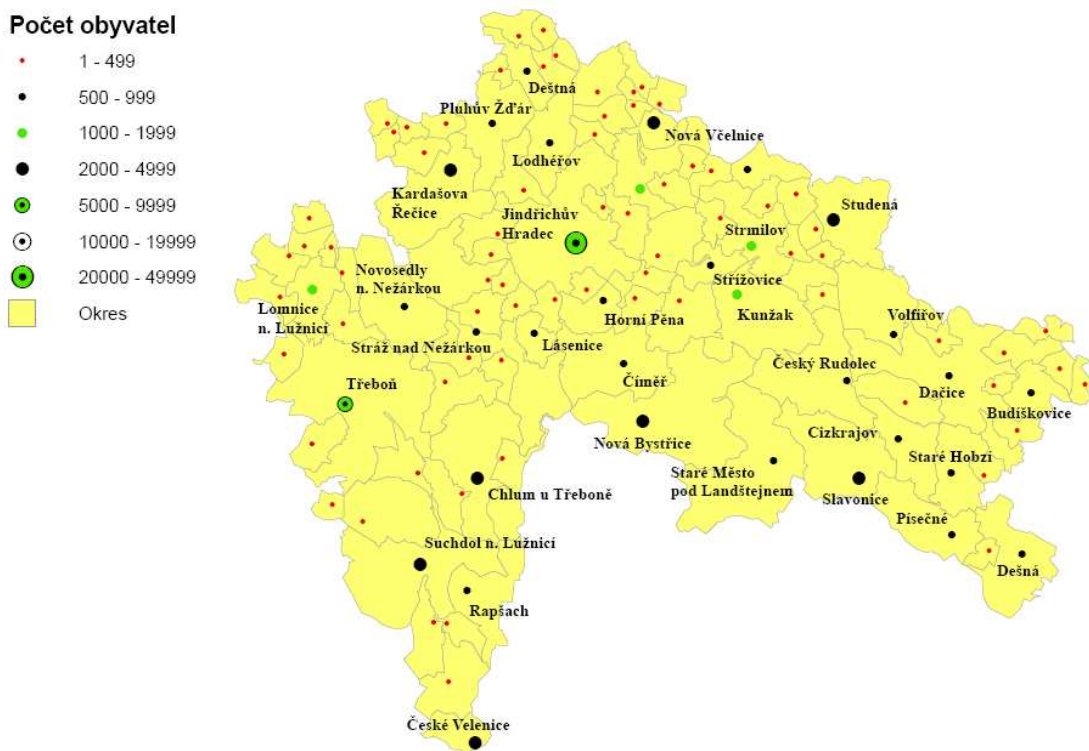 Počet obyvatel
1 - 499
500 - 999
1000 - 1999
2000 - 4999
5000 - 9999
10000 - 19999
20000 - 49999
Okres
Deštná
Pluhův Žďár
Nová Včelnice
Lodhéřov
Kardašova
Řečice
Jindřichův
Hradec
Studená
Strmilov
Střížovice
Novosedly
n. Nežárkou
Lomnice
n. Lužnicí
Horní Pěna
Kunžak
Volfířov
Stráž nad Nežárkou
Lásenice
Číměř
Český Rudolec
Třeboň
Dačice
Budíškovice
Nová Bystřice
Cizkrajov
Staré Hobzí
Staré Město
pod Landštejnem
Slavonice
Chlum u Třeboně
Písečné
Suchdol n. Lužnicí
Dešná
Rapšach
České Velenice